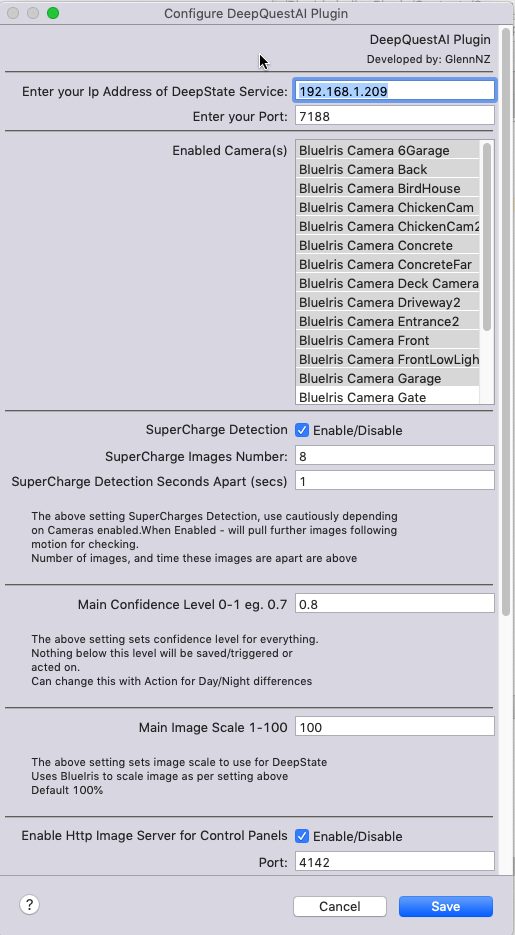 Configure DeepQuestAI Plugin
DeepQuestAI Plugin
Developed by: GlennNZ
Enter your Ip Address of DeepState Service: 192.168.1.209
Enter your Port: 7188
Enabled Camera(s)
BlueIris Camera 6Garage
BlueIris Camera Back
BlueIris Camera BirdHouse
BlueIris Camera ChickenCam
BlueIris Camera ChickenCam2
BlueIris Camera Concrete
BlueIris Camera ConcreteFar
BlueIris Camera Deck Camera
BlueIris Camera Driveway2
BlueIris Camera Entrance2
BlueIris Camera Front
BlueIris Camera FrontLowLigh
BlueIris Camera Garage
BlueIris Camera Gate
SuperCharge Detection Enable/Disable
SuperCharge Images Number: 8
SuperCharge Detection Seconds Apart (secs) 1
The above setting SuperCharges Detection, use cautiously depending
on Cameras enabled.When Enabled - will pull further images following
motion for checking.
Number of images, and time these images are apart are above
Main Confidence Level 0-1 eg. 0.7 0.8
The above setting sets confidence level for everything.
Nothing below this level will be saved/triggered or
acted on.
Can change this with Action for Day/Night differences
Main Image Scale 1-100 100
The above setting sets image scale to use for DeepState
Uses BlueIris to scale image as per setting above
Default 100%
Enable Http Image Server for Control Panels Enable/Disable
Port: 4142
? Cancel Save